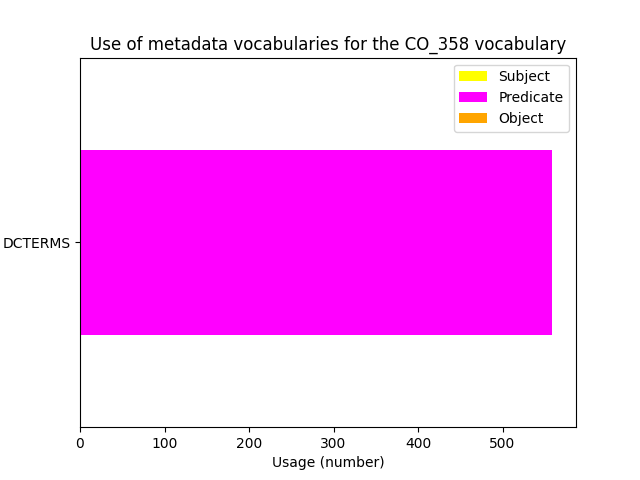 Use of metadata vocabularies for the CO_358 vocabulary
Subject
Predicate
Object
DCTERMS
0 100 200 300 400 500
Usage (number)